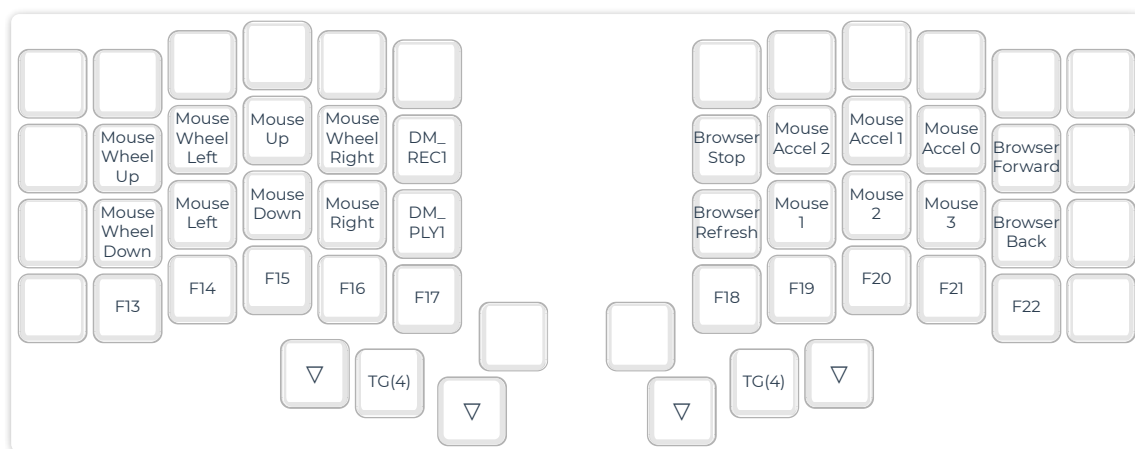 Mouse
Wheel
Up
Mouse
Wheel
Left
Mouse
Up
Mouse
Wheel
Right
DM_
REC1
Browser
Stop
Mouse
Accel 2
Mouse
Accel 1
Mouse
Accel 0
Browser
Forward
Mouse
Wheel
Down
Mouse
Left
Mouse
Down
Mouse
Right
DM_
PLY1
Browser
Refresh
Mouse
1
Mouse
2
Mouse
3
Browser
Back
F13
F14
F15
F16
F17
F18
F19
F20
F21
F22
▽
TG(4)
▽
▽
TG(4)
▽